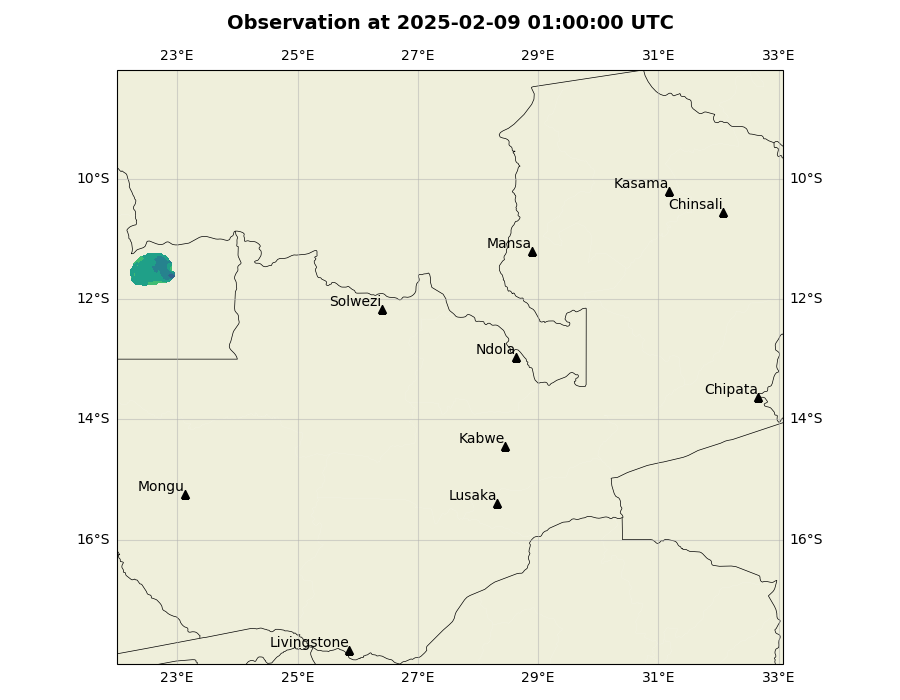 Observation at 2025-02-09 01:00:00 UTC
23°E 25°E 27°E 29°E 31°E 33°E
10°S 10°S
Kasama
Chinsali
Mansa
12°S 12°S
Solwezi
Ndola
Chipata
14°S 14°S
Kabwe
Mongu
Lusaka
16°S 16°S
Livingstone
23°E 25°E 27°E 29°E 31°E 33°E